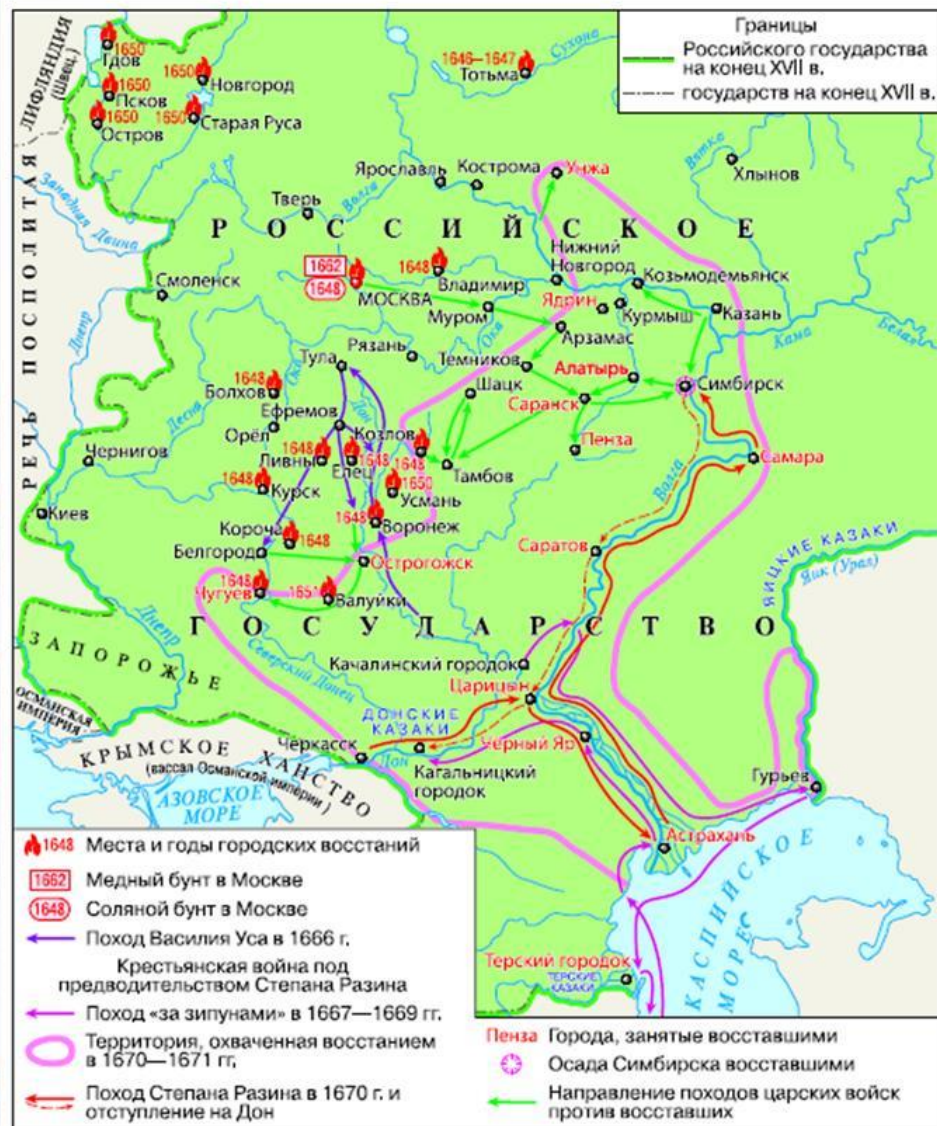 Границы
Российского государства
на конец XVII в.
государств на конец XVII в.
ЛИФЛЯНДИЯ
(Швец.)
1650
Гдов
1650
Псков
1650
Остров
1650
Новгород
1650
Старая Руса
1646—1647
Тотьма
Сухона
РЕЧЬ ПОСПОЛИТАЯ
Западная Двина
Ярославль
Кострома
Унжа
Вятка
Хлынов
Тверь
Волга
РОССИЙСКОЕ
Смоленск
Днепр
1662
1648
МОСКВА
1648
Владимир
Муром
Нижний
Новгород
Козьмодемьянск
Ядрин
Курмыш
Казань
Арзамас
Ока
Кама
Белая
Рязань
Тула
Ока
Темников
Алатырь
Симбирск
Шацк
Саранск
1648
Болхов
Десна
Ефремов
Дон
Орёл
Козлов
1648
Пенза
Чернигов
1648
Ливны
Елец
1648
Тамбов
Самара
Волга
1648
Курск
1650
Усмань
Киев
Короча
1648
1648
Воронеж
Белгород
Острогожск
Саратов
ЯИЦКИЕ КАЗАКИ
Яик (Урал)
1648
Чугуев
1651
Валуйки
ГОСУДАРСТВО
Днепр
ЗАПОРОЖЬЕ
Северский Донец
Качалинский городок
Царицын
ОСМАНСКАЯ
ИМПЕРИЯ
ДОНСКИЕ
КАЗАКИ
Черкасск
Дон
Чёрный Яр
КРЫМСКОЕ ХАНСТВО
(вассал Османской империи)
Кагальницкий
городок
АЗОВСКОЕ
МОРЕ
Гурьев
Астрахань
КАСПИЙСКОЕ
МОРЕ
Терский городок
ТЕРСКИЕ
КАЗАКИ
1648 Места и годы городских восстаний
1662 Медный бунт в Москве
1648 Соляной бунт в Москве
Поход Василия Уса в 1666 г.
Крестьянская война под
предводительством Степана Разина
Поход «за зипунами» в 1667—1669 гг.
Территория, охваченная восстанием
в 1670—1671 гг.
Поход Степана Разина в 1670 г. и
отступление на Дон
Пенза Города, занятые восставшими
Осада Симбирска восставшими
Направление походов царских войск
против восставших